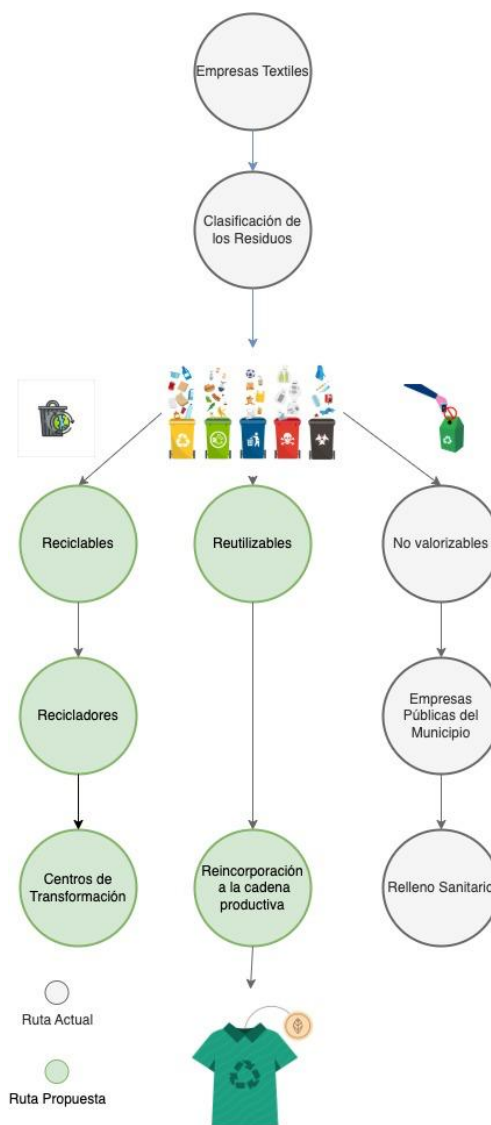 Empresas Textiles
Clasificación de
los Residuos
Reciclables
Reutilizables
No valorizables
Recicladores
Empresas
Públicas del
Municipio
Centros de
Transformación
Reincorporación
a la cadena
productiva
Relleno Sanitario
Ruta Actual
Ruta Propuesta